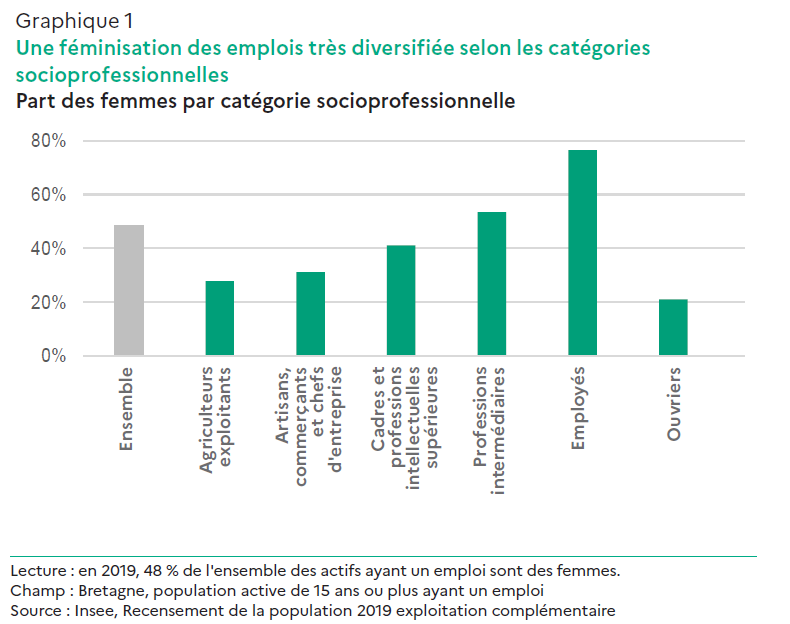 Graphique 1
Une féminisation des emplois très diversifiée selon les catégories
socioprofessionnelles
Part des femmes par catégorie socioprofessionnelle
80%
60%
40%
20%
0%
Ensemble
Agriculteurs
exploitants
Artisans,
commerçants
et chefs
d'entreprise
Cadres et
professions
intellectuelles
supérieures
Professions
intermédiaires
Employés
Ouvriers
Lecture : en 2019, 48 % de l'ensemble des actifs ayant un emploi sont des femmes.
Champ : Bretagne, population active de 15 ans ou plus ayant un emploi
Source : Insee, Recensement de la population 2019 exploitation complémentaire